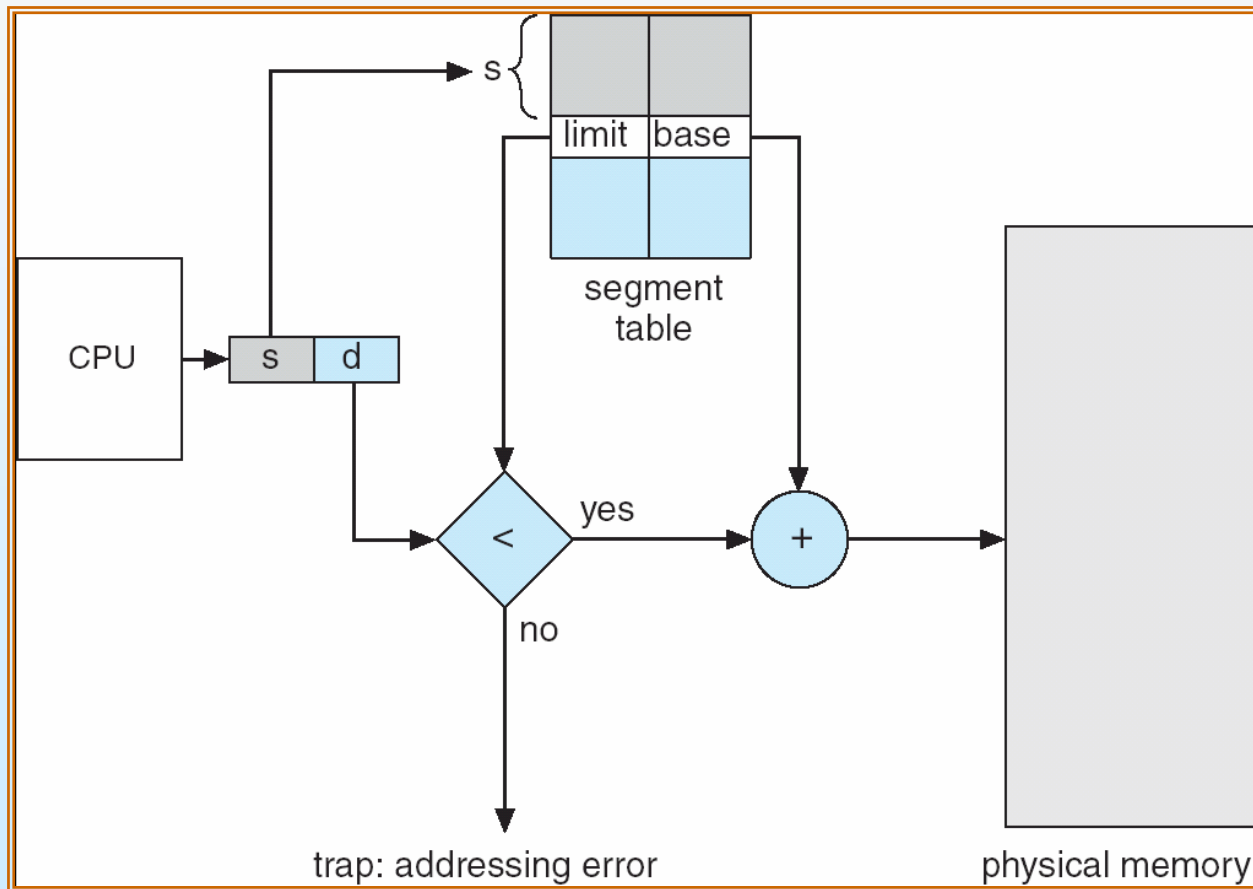 s
limit base
segment
table
CPU
s d
yes
<
+
no
trap: addressing error
physical memory